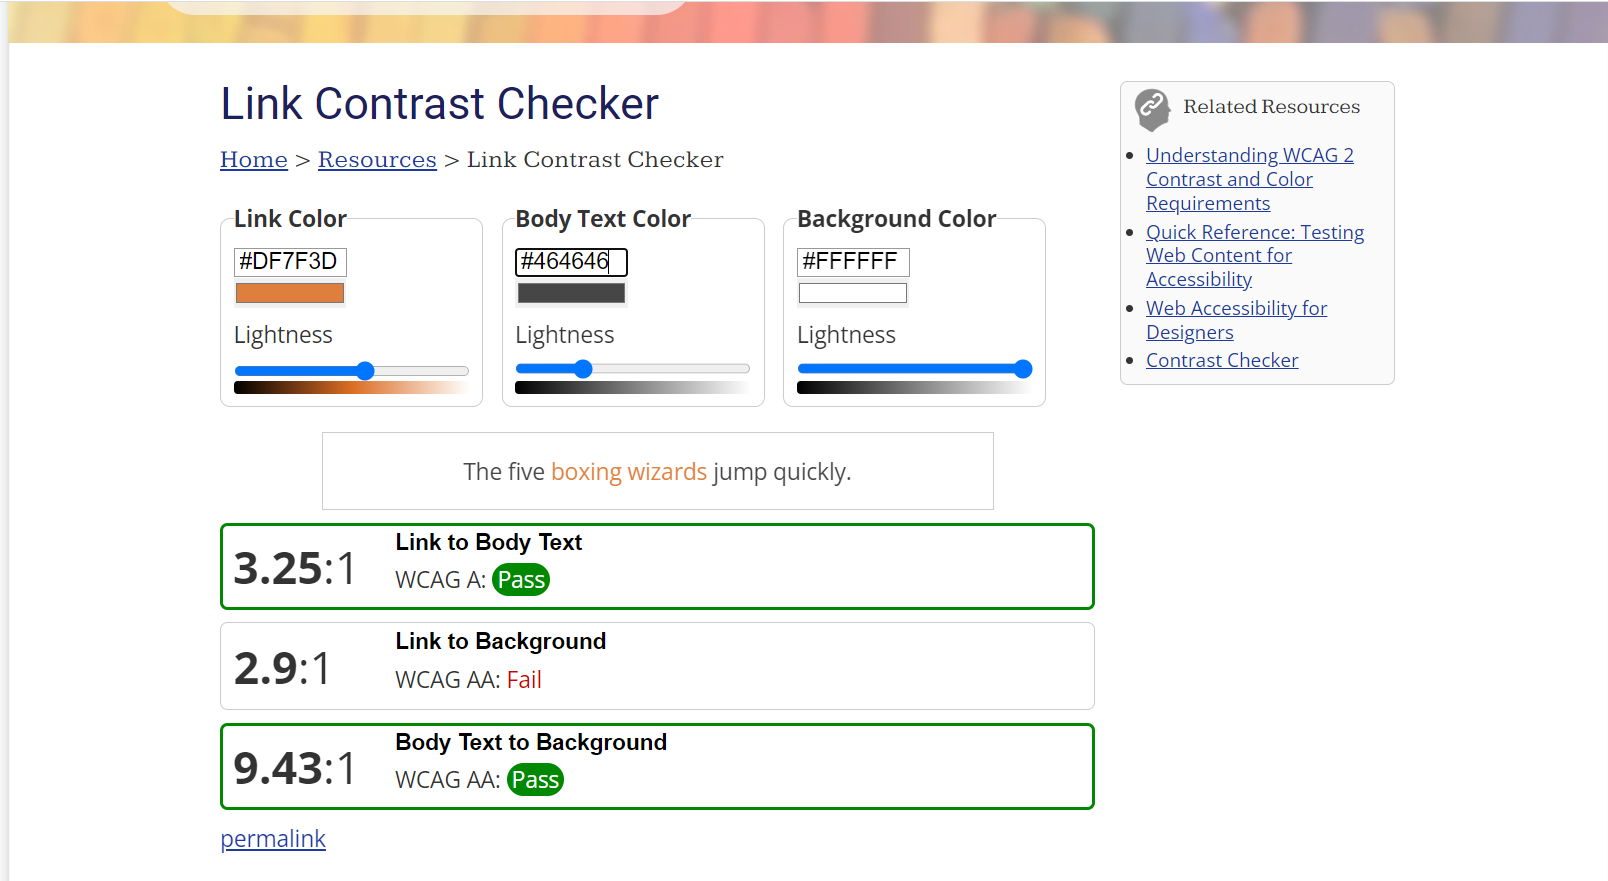 Link Contrast Checker
Home > Resources > Link Contrast Checker
Link Color
#DF7F3D
Lightness
Body Text Color
#464646
Lightness
Background Color
#FFFFFF
Lightness
The five boxing wizards jump quickly.
3.25:1
Link to Body Text
WCAG A: Pass
2.9:1
Link to Background
WCAG AA: Fail
9.43:1
Body Text to Background
WCAG AA: Pass
permalink
Related Resources
Understanding WCAG 2
Contrast and Color
Requirements
Quick Reference: Testing
Web Content for
Accessibility
Web Accessibility for
Designers
Contrast Checker